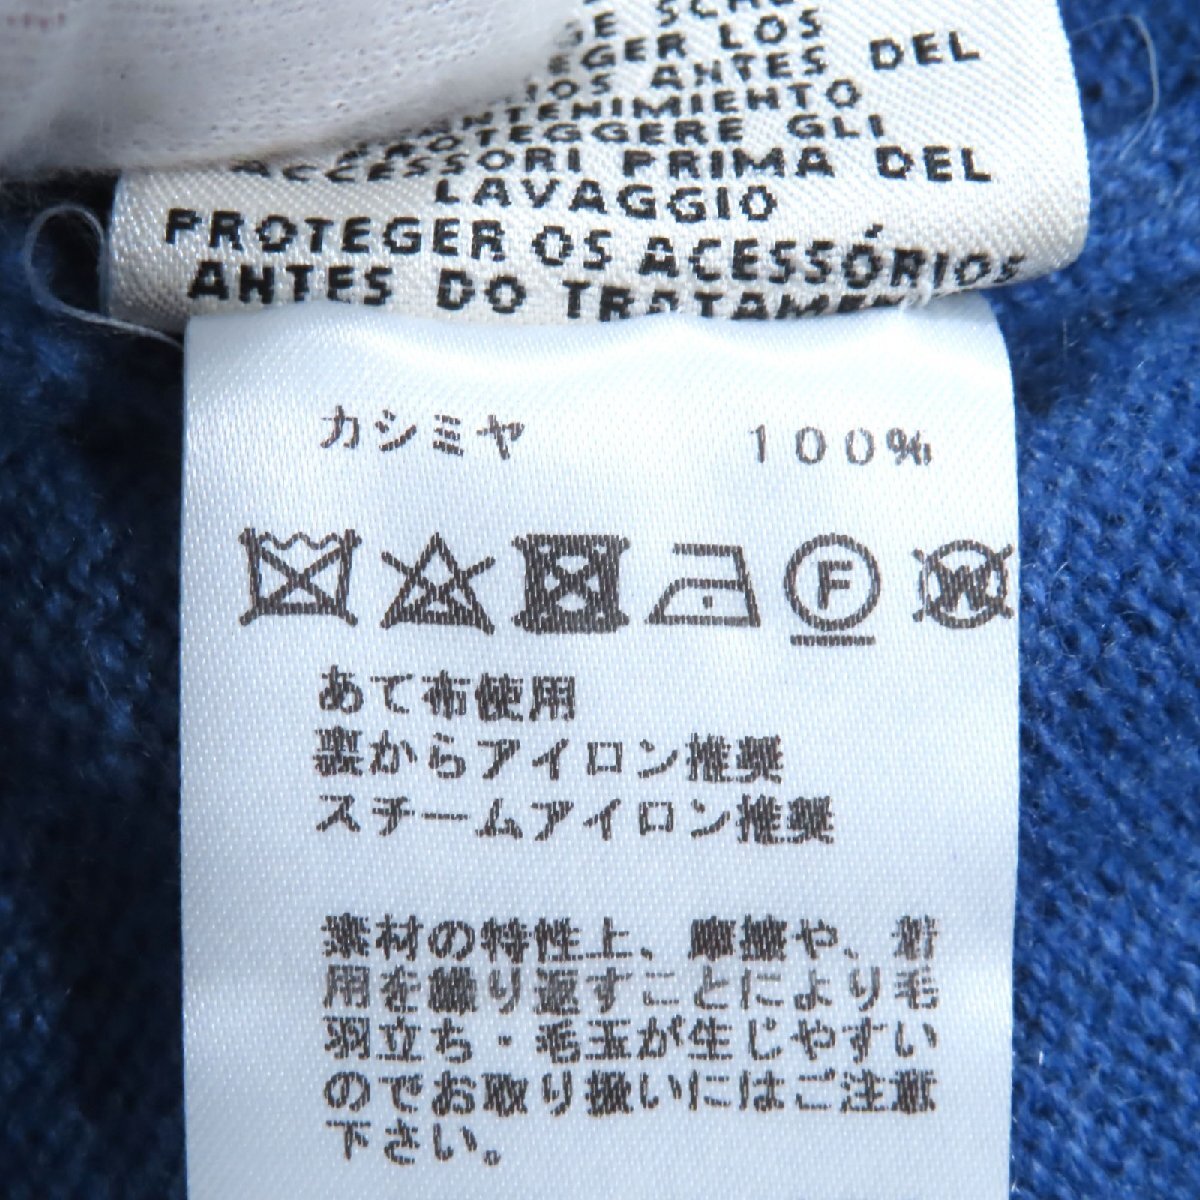 PROTEGER LOS
ANTES DEL
MANTENIMIENTO
PROTEGGERE GLI
ACCESSORI PRIMA DEL
LAVAGGIO
PROTEGER OS ACESSÓRIOS
ANTES DO
カシミヤ 100%
F W
あて布使用
裏からアイロン推奨
スチームアイロン推奨
素材の特性上、摩擦や、着
用を繰り返すことにより毛
羽立ち・毛玉が生じやすい
のでお取り扱いにはご注意
下さい。